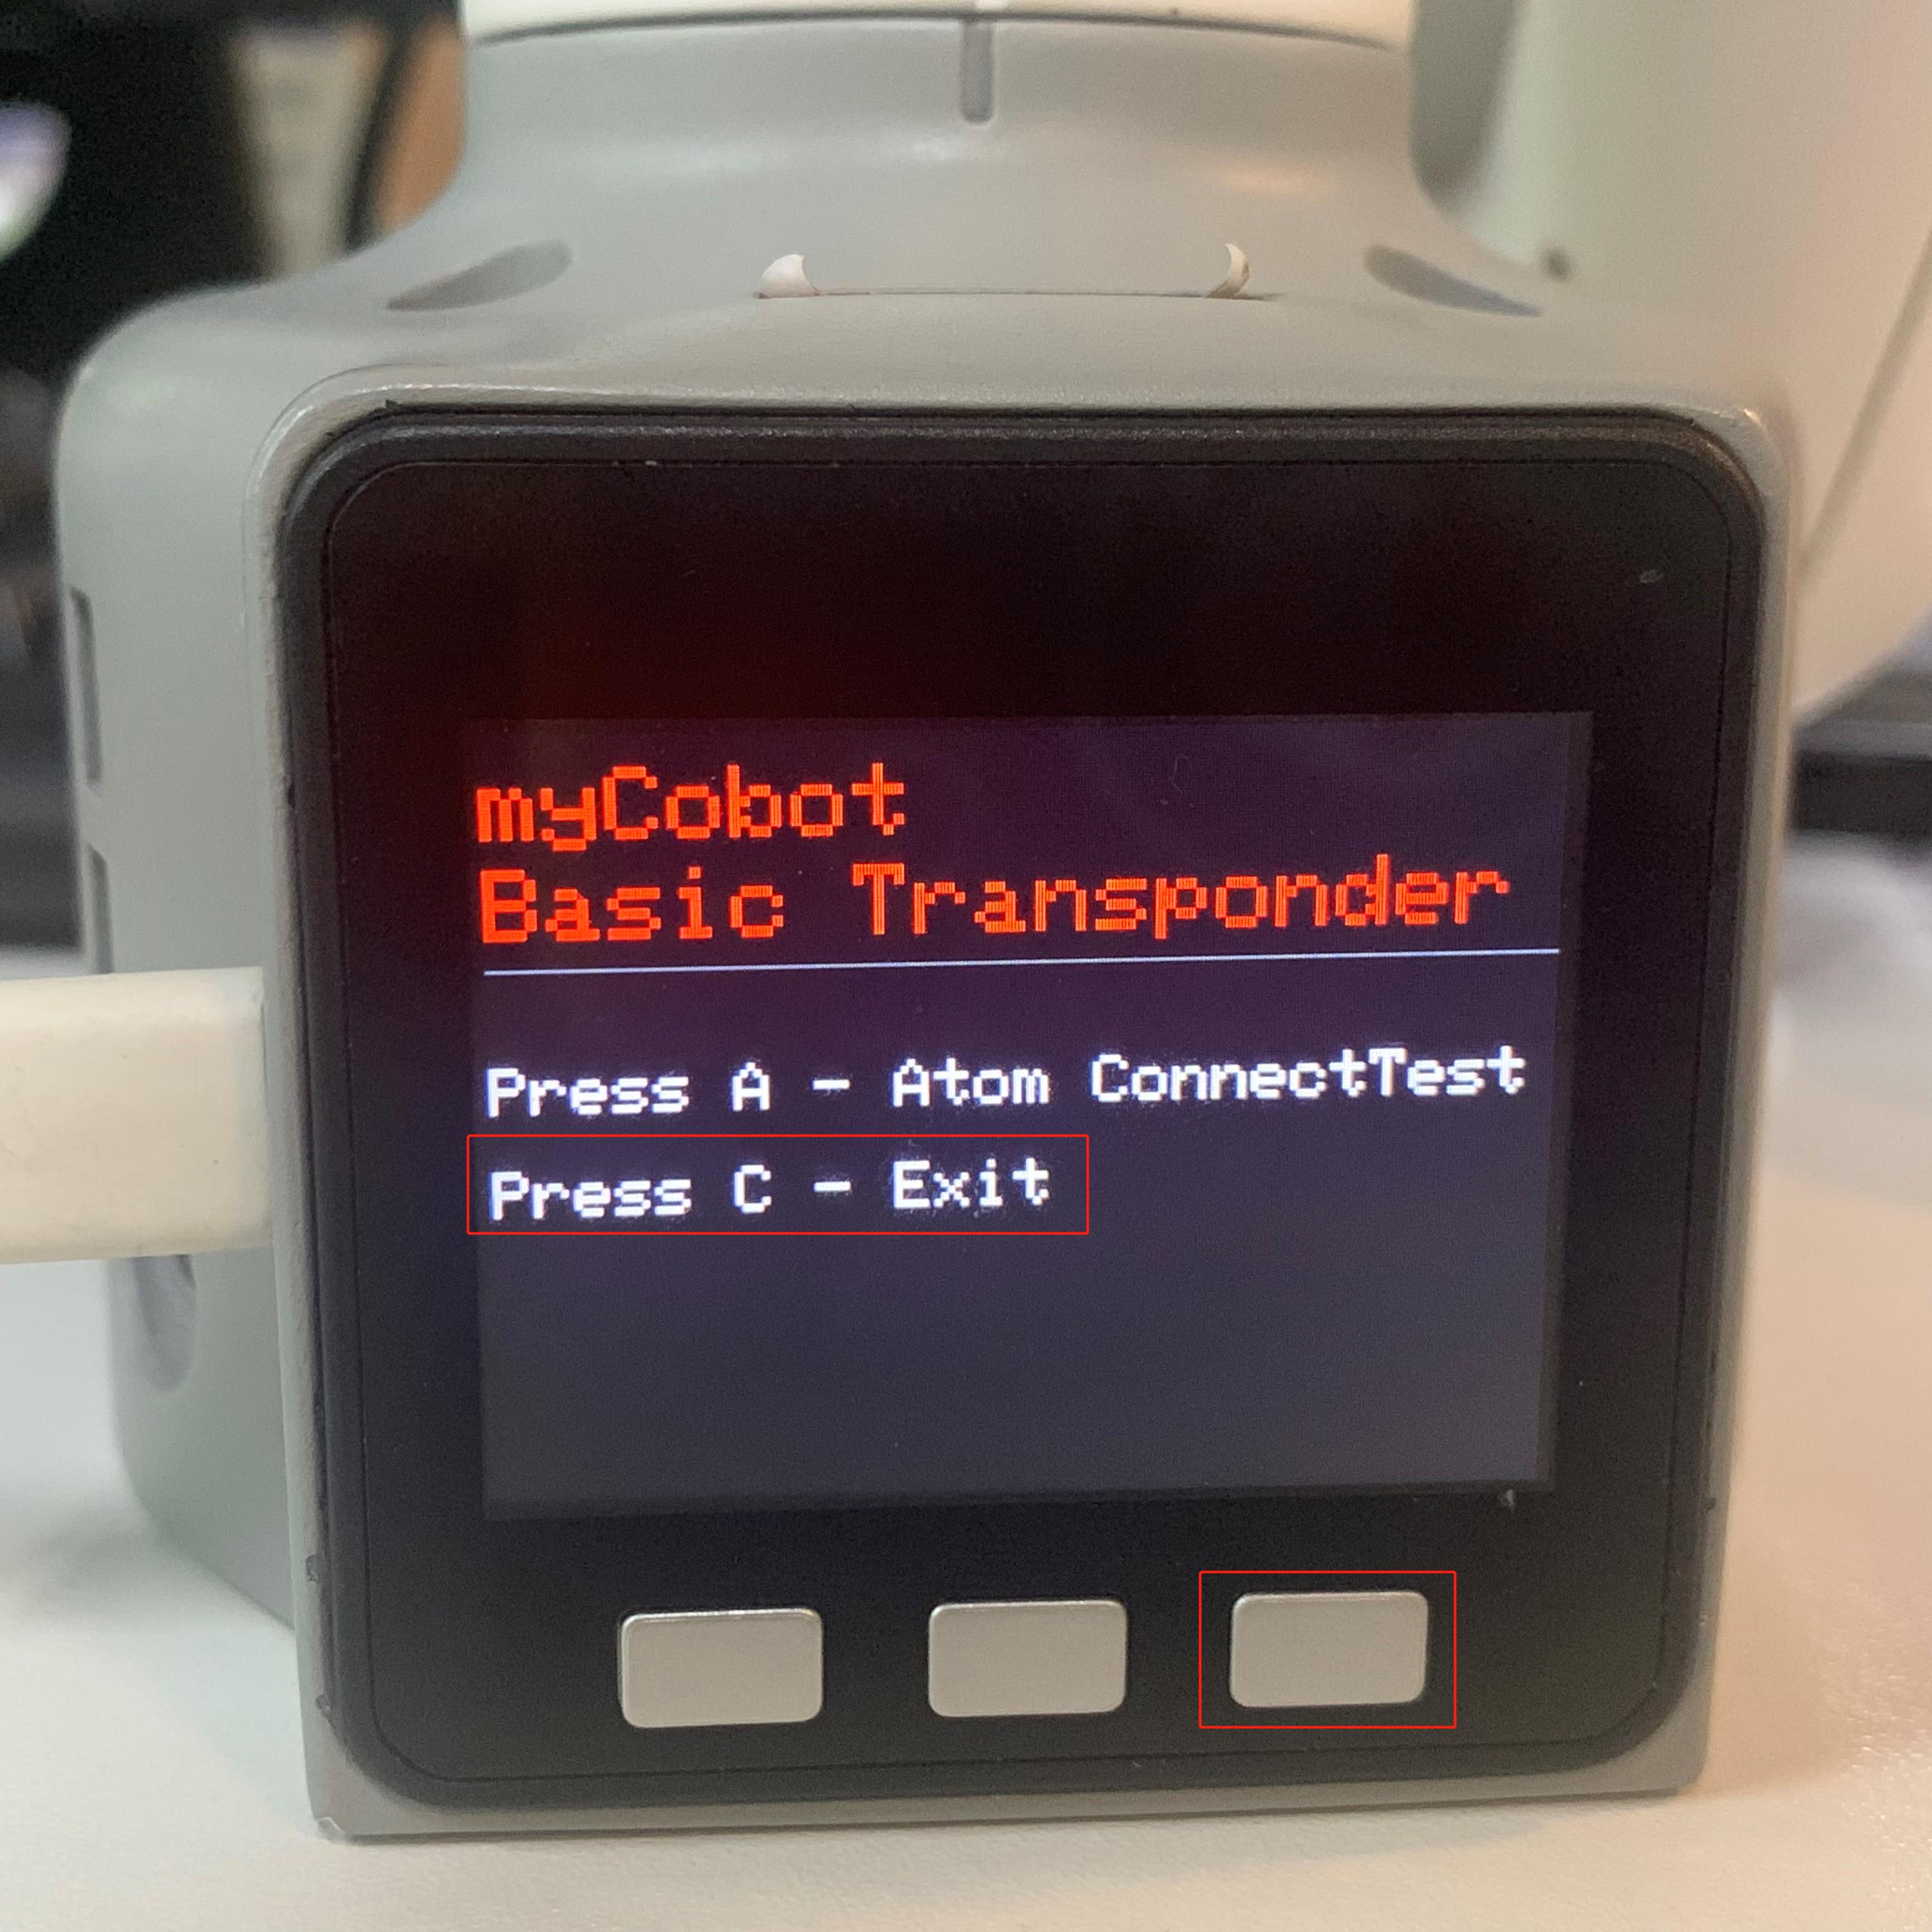 myCobot
Basic Transponder
Press A - Atom ConnectTest
Press C - Exit